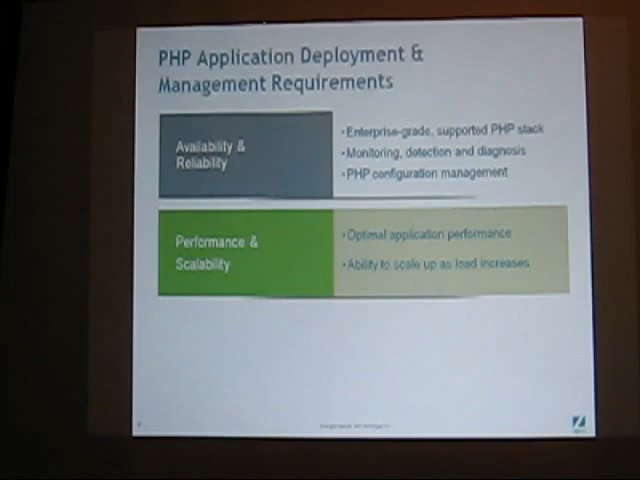 PHP Application Deployment &
Management Requirements
Availability &
Reliability
• Enterprise-grade, supported PHP stack
• Monitoring, detection and diagnosis
• PHP configuration management
Performance &
Scalability
• Optimal application performance
• Ability to scale up as load increases